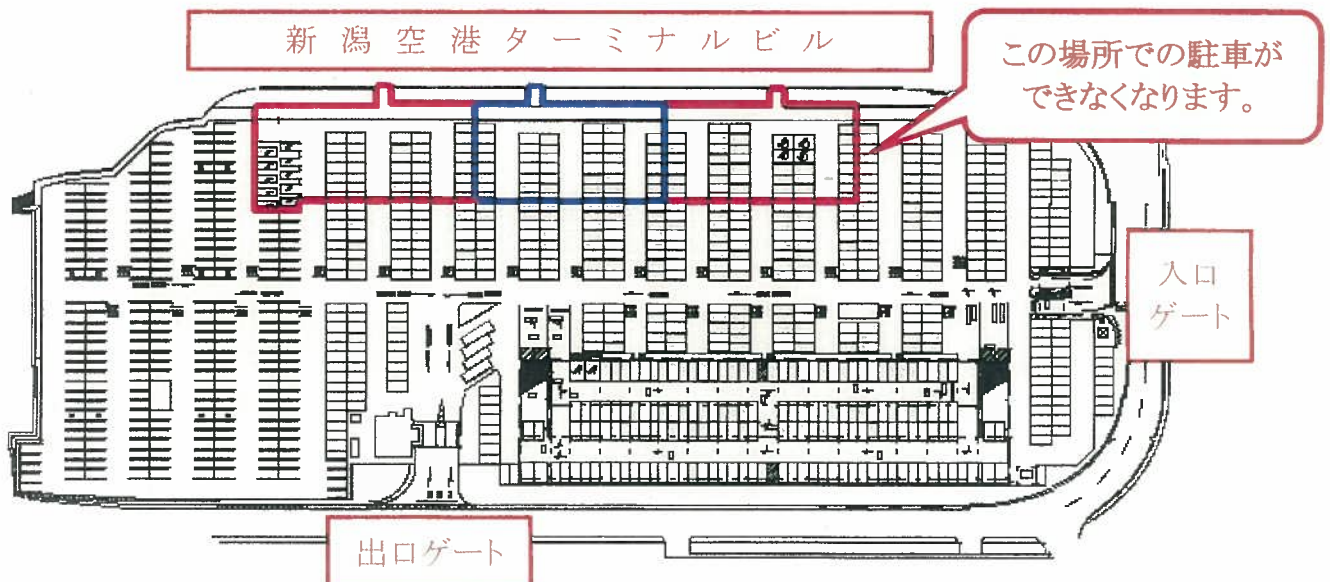 新潟空港ターミナルビル
この場所での駐車が
できなくなります。
入口
ゲート
出口ゲート